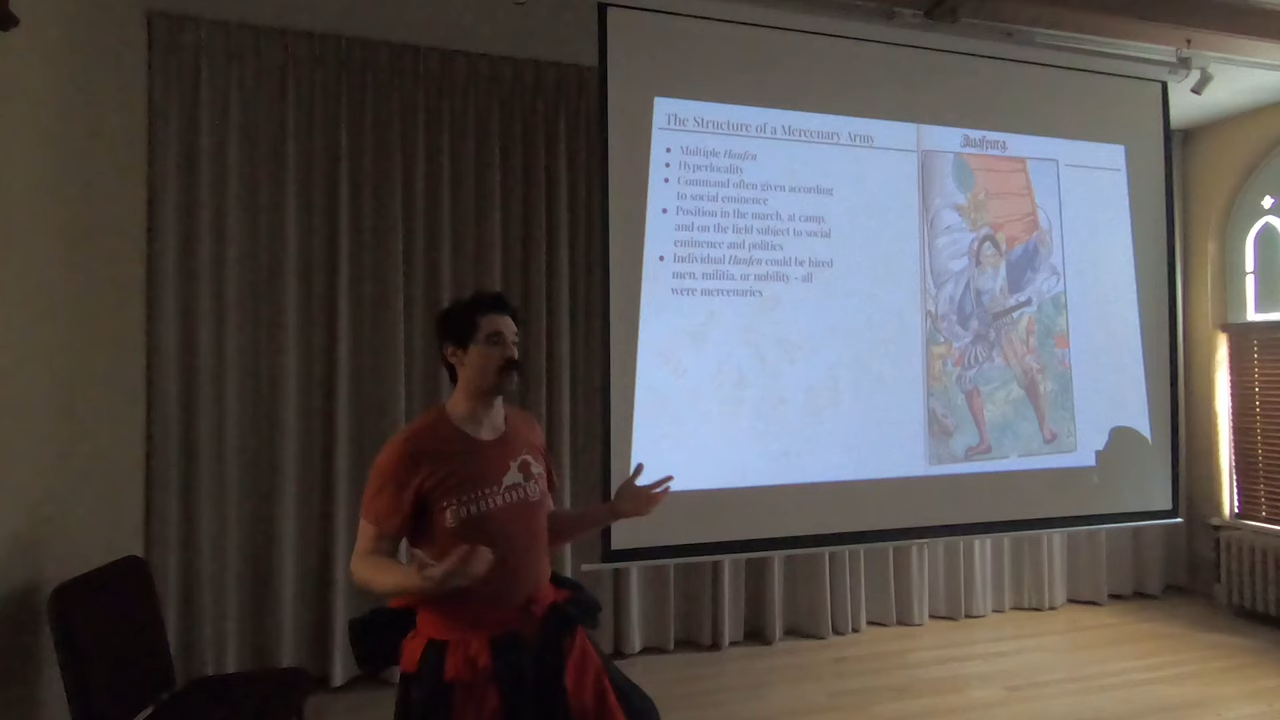 The Structure of a Mercenary Army
Multiple Haufen
Hyperlocality
Command often given according
to social eminence
Position in the march, at camp,
and on the field subject to social
eminence and politics
Individual Haufen could be hired
men, militia, or nobility - all
were mercenaries
LONGSWORD